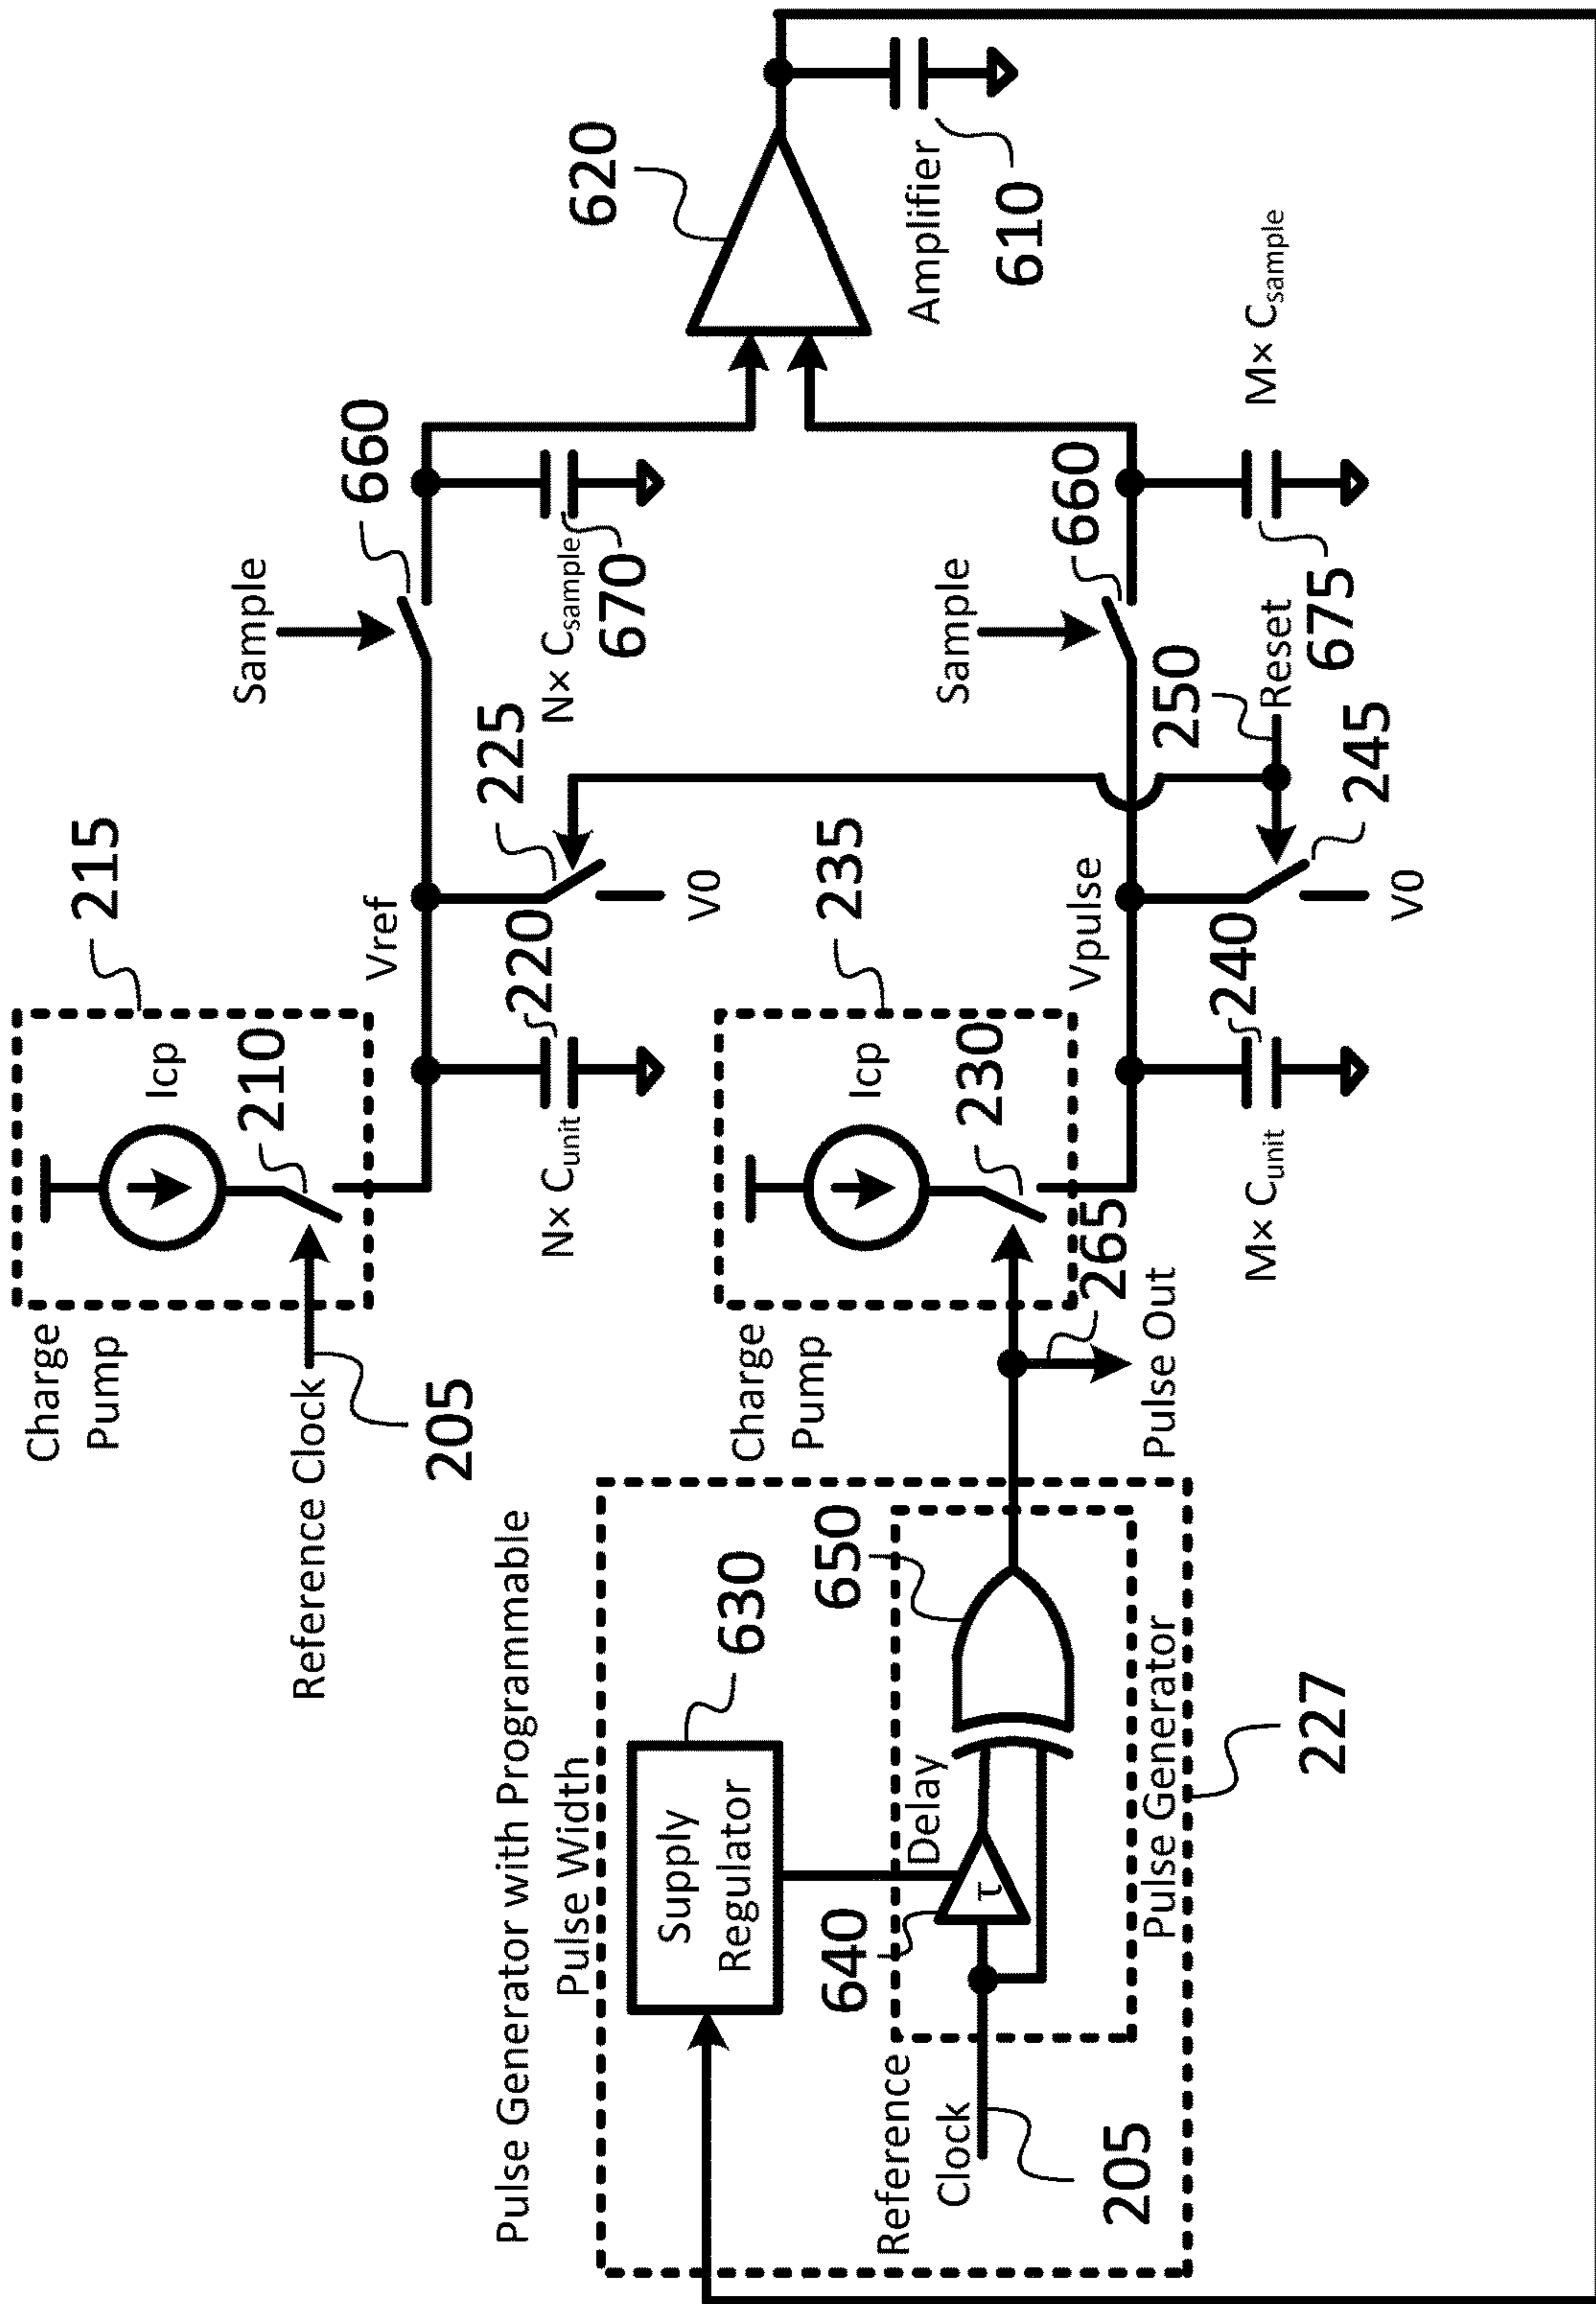 Charge
Pump
215
Icp
210
Reference Clock
205
Vref
Sample
660
N× Cunit
220
225
V0
N× Csample
670
620
Amplifier
610
Pulse Generator with Programmable
Pulse Width
Supply
Regulator
630
Charge
Pump
235
Icp
230
265
Pulse Out
Vpulse
Sample
660
250
Reset
M× Cunit
240
245
V0
M× Csample
675
640
Delay
τ
650
Reference
Clock
205
Pulse Generator
227